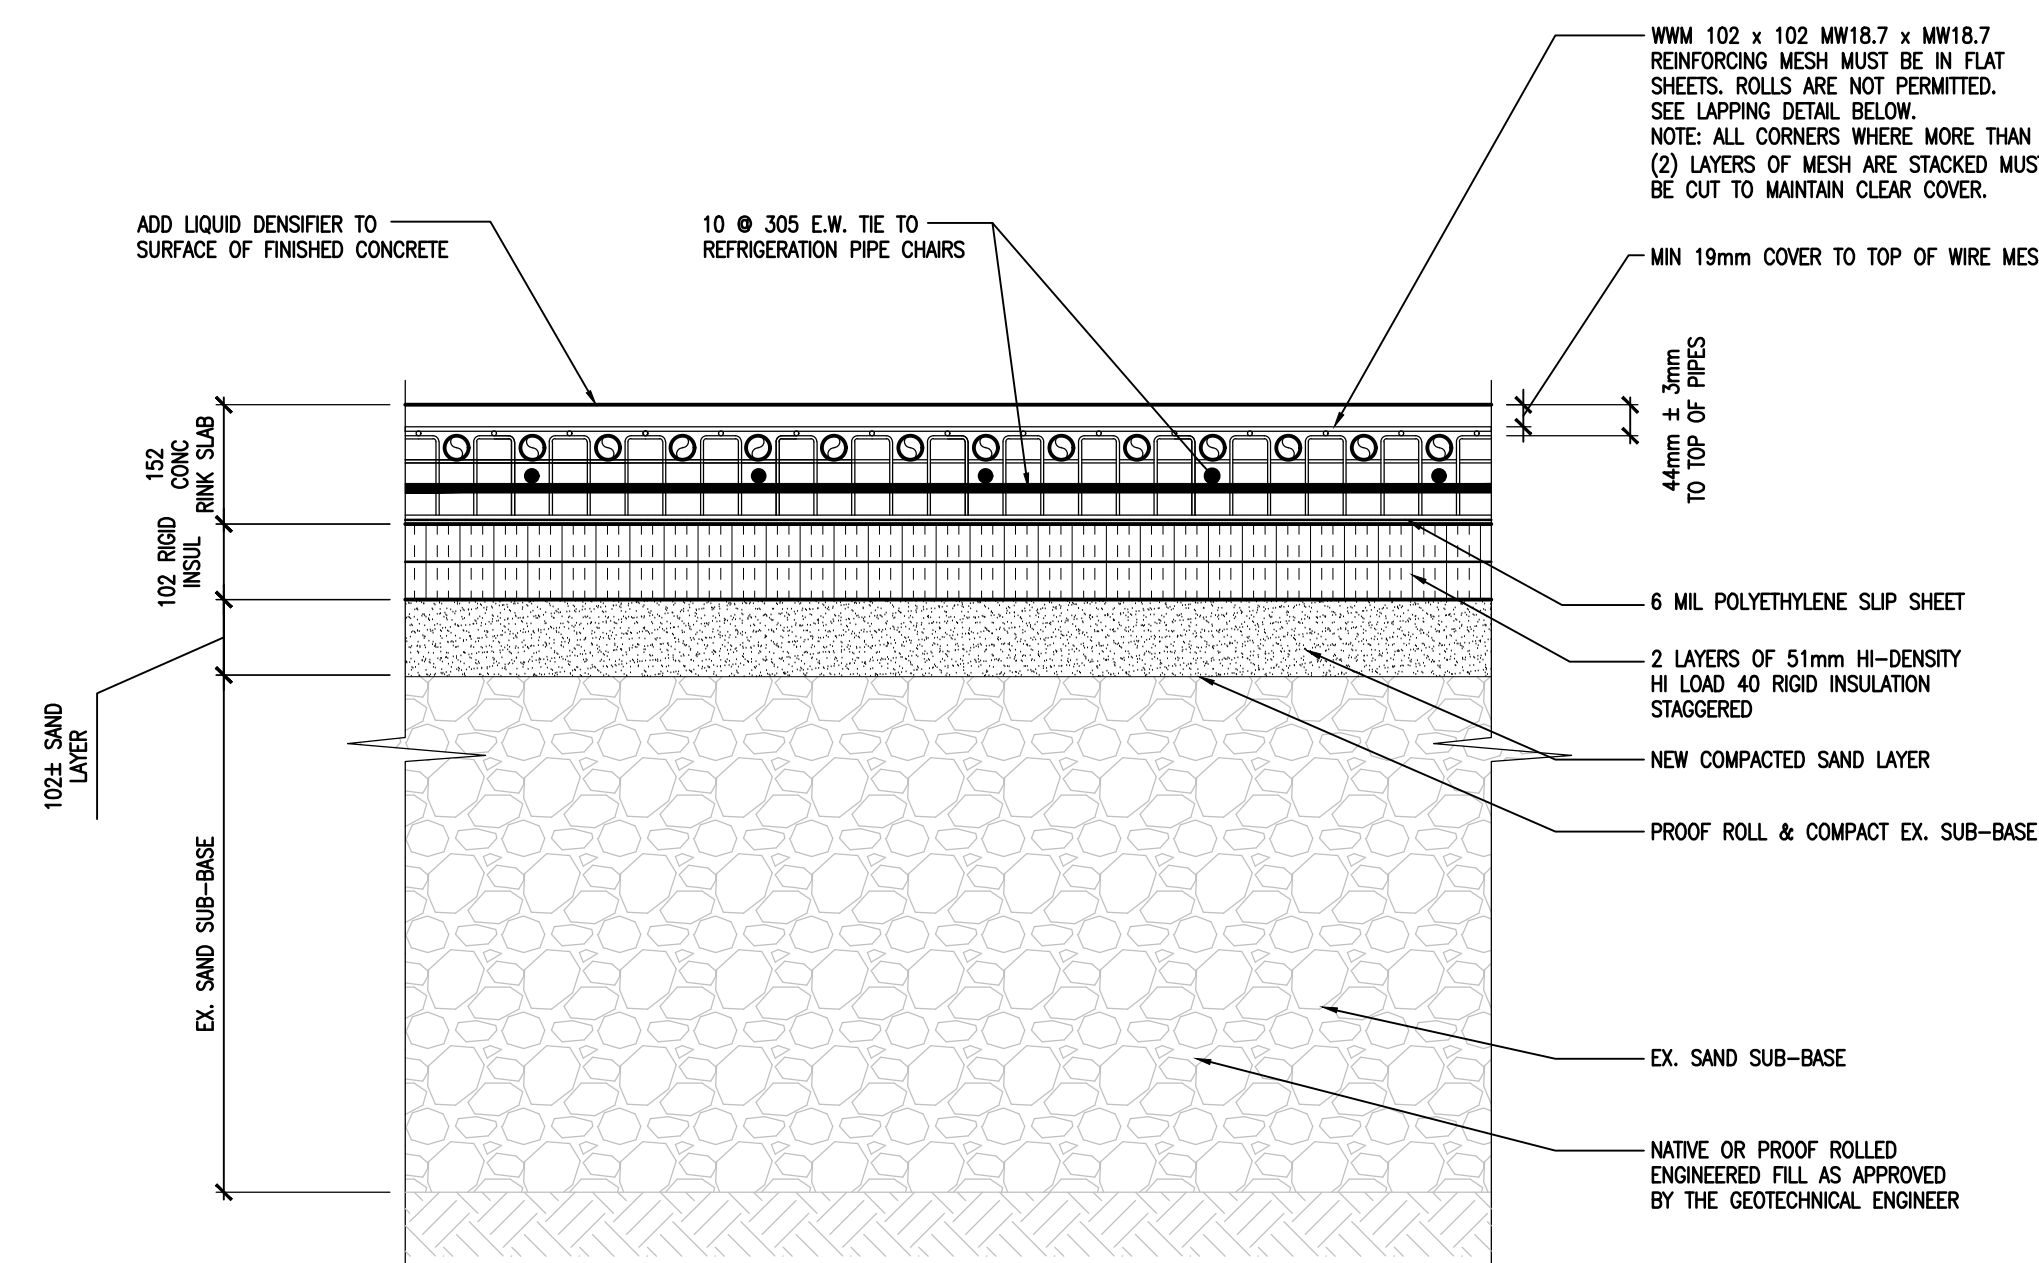 WWM 102 x 102 MW18.7 x MW18.7
REINFORCING MESH MUST BE IN FLAT
SHEETS. ROLLS ARE NOT PERMITTED.
SEE LAPPING DETAIL BELOW.
NOTE: ALL CORNERS WHERE MORE THAN
(2) LAYERS OF MESH ARE STACKED MUS
BE CUT TO MAINTAIN CLEAR COVER.
ADD LIQUID DENSIFIER TO
SURFACE OF FINISHED CONCRETE
10 @ 305 E.W. TIE TO
REFRIGERATION PIPE CHAIRS
MIN 19mm COVER TO TOP OF WIRE MES
44mm ± 3mm
TO TOP OF PIPES
152
CONC
RINK SLAB
102 RIGID
INSUL
102± SAND
LAYER
EX. SAND SUB-BASE
6 MIL POLYETHYLENE SLIP SHEET
2 LAYERS OF 51mm HI-DENSITY
HI LOAD 40 RIGID INSULATION
STAGGERED
NEW COMPACTED SAND LAYER
PROOF ROLL & COMPACT EX. SUB-BASE
EX. SAND SUB-BASE
NATIVE OR PROOF ROLLED
ENGINEERED FILL AS APPROVED
BY THE GEOTECHNICAL ENGINEER